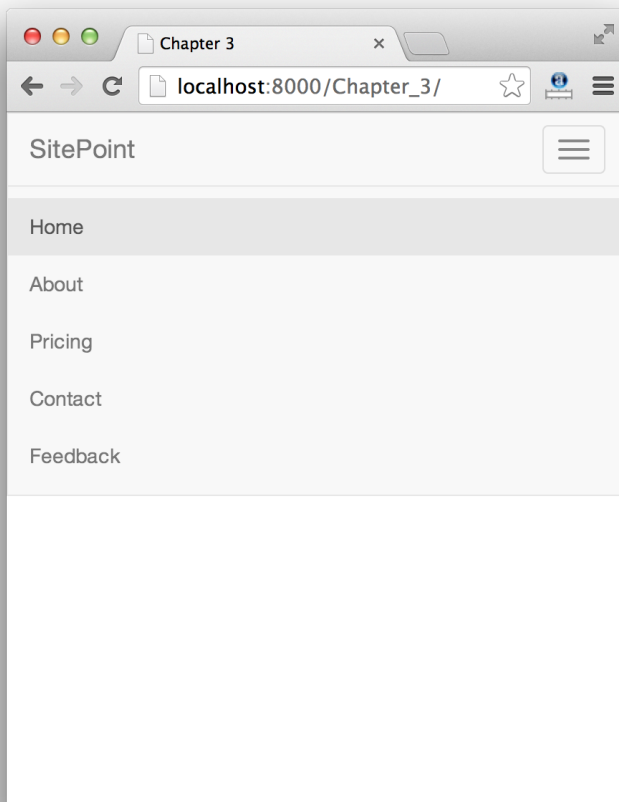 Chapter 3
localhost:8000/Chapter_3/
SitePoint
Home
About
Pricing
Contact
Feedback